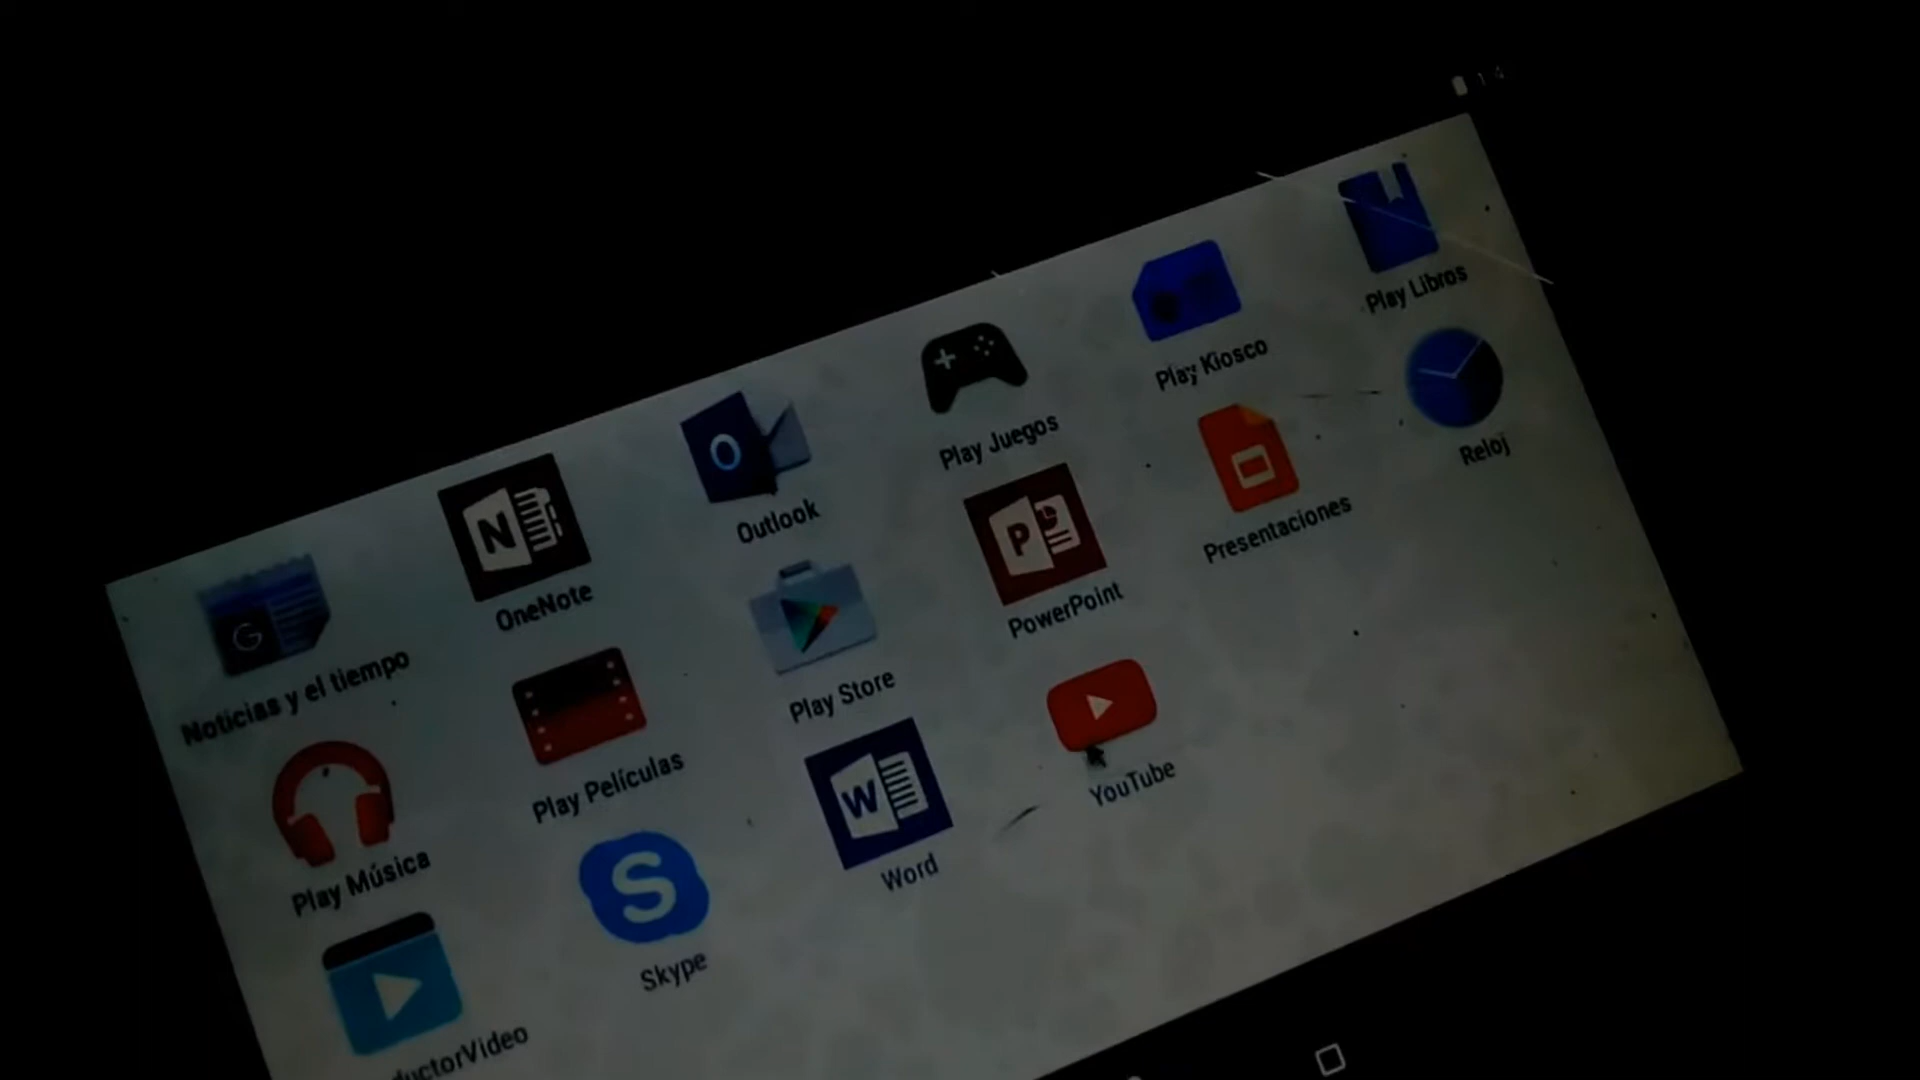 Noticias y el tiempo
OneNote
Outlook
Play Juegos
Play Kiosco
Play Libros
Play Música
Play Películas
Play Store
PowerPoint
Presentaciones
Reloj
ductorVideo
Skype
Word
YouTube